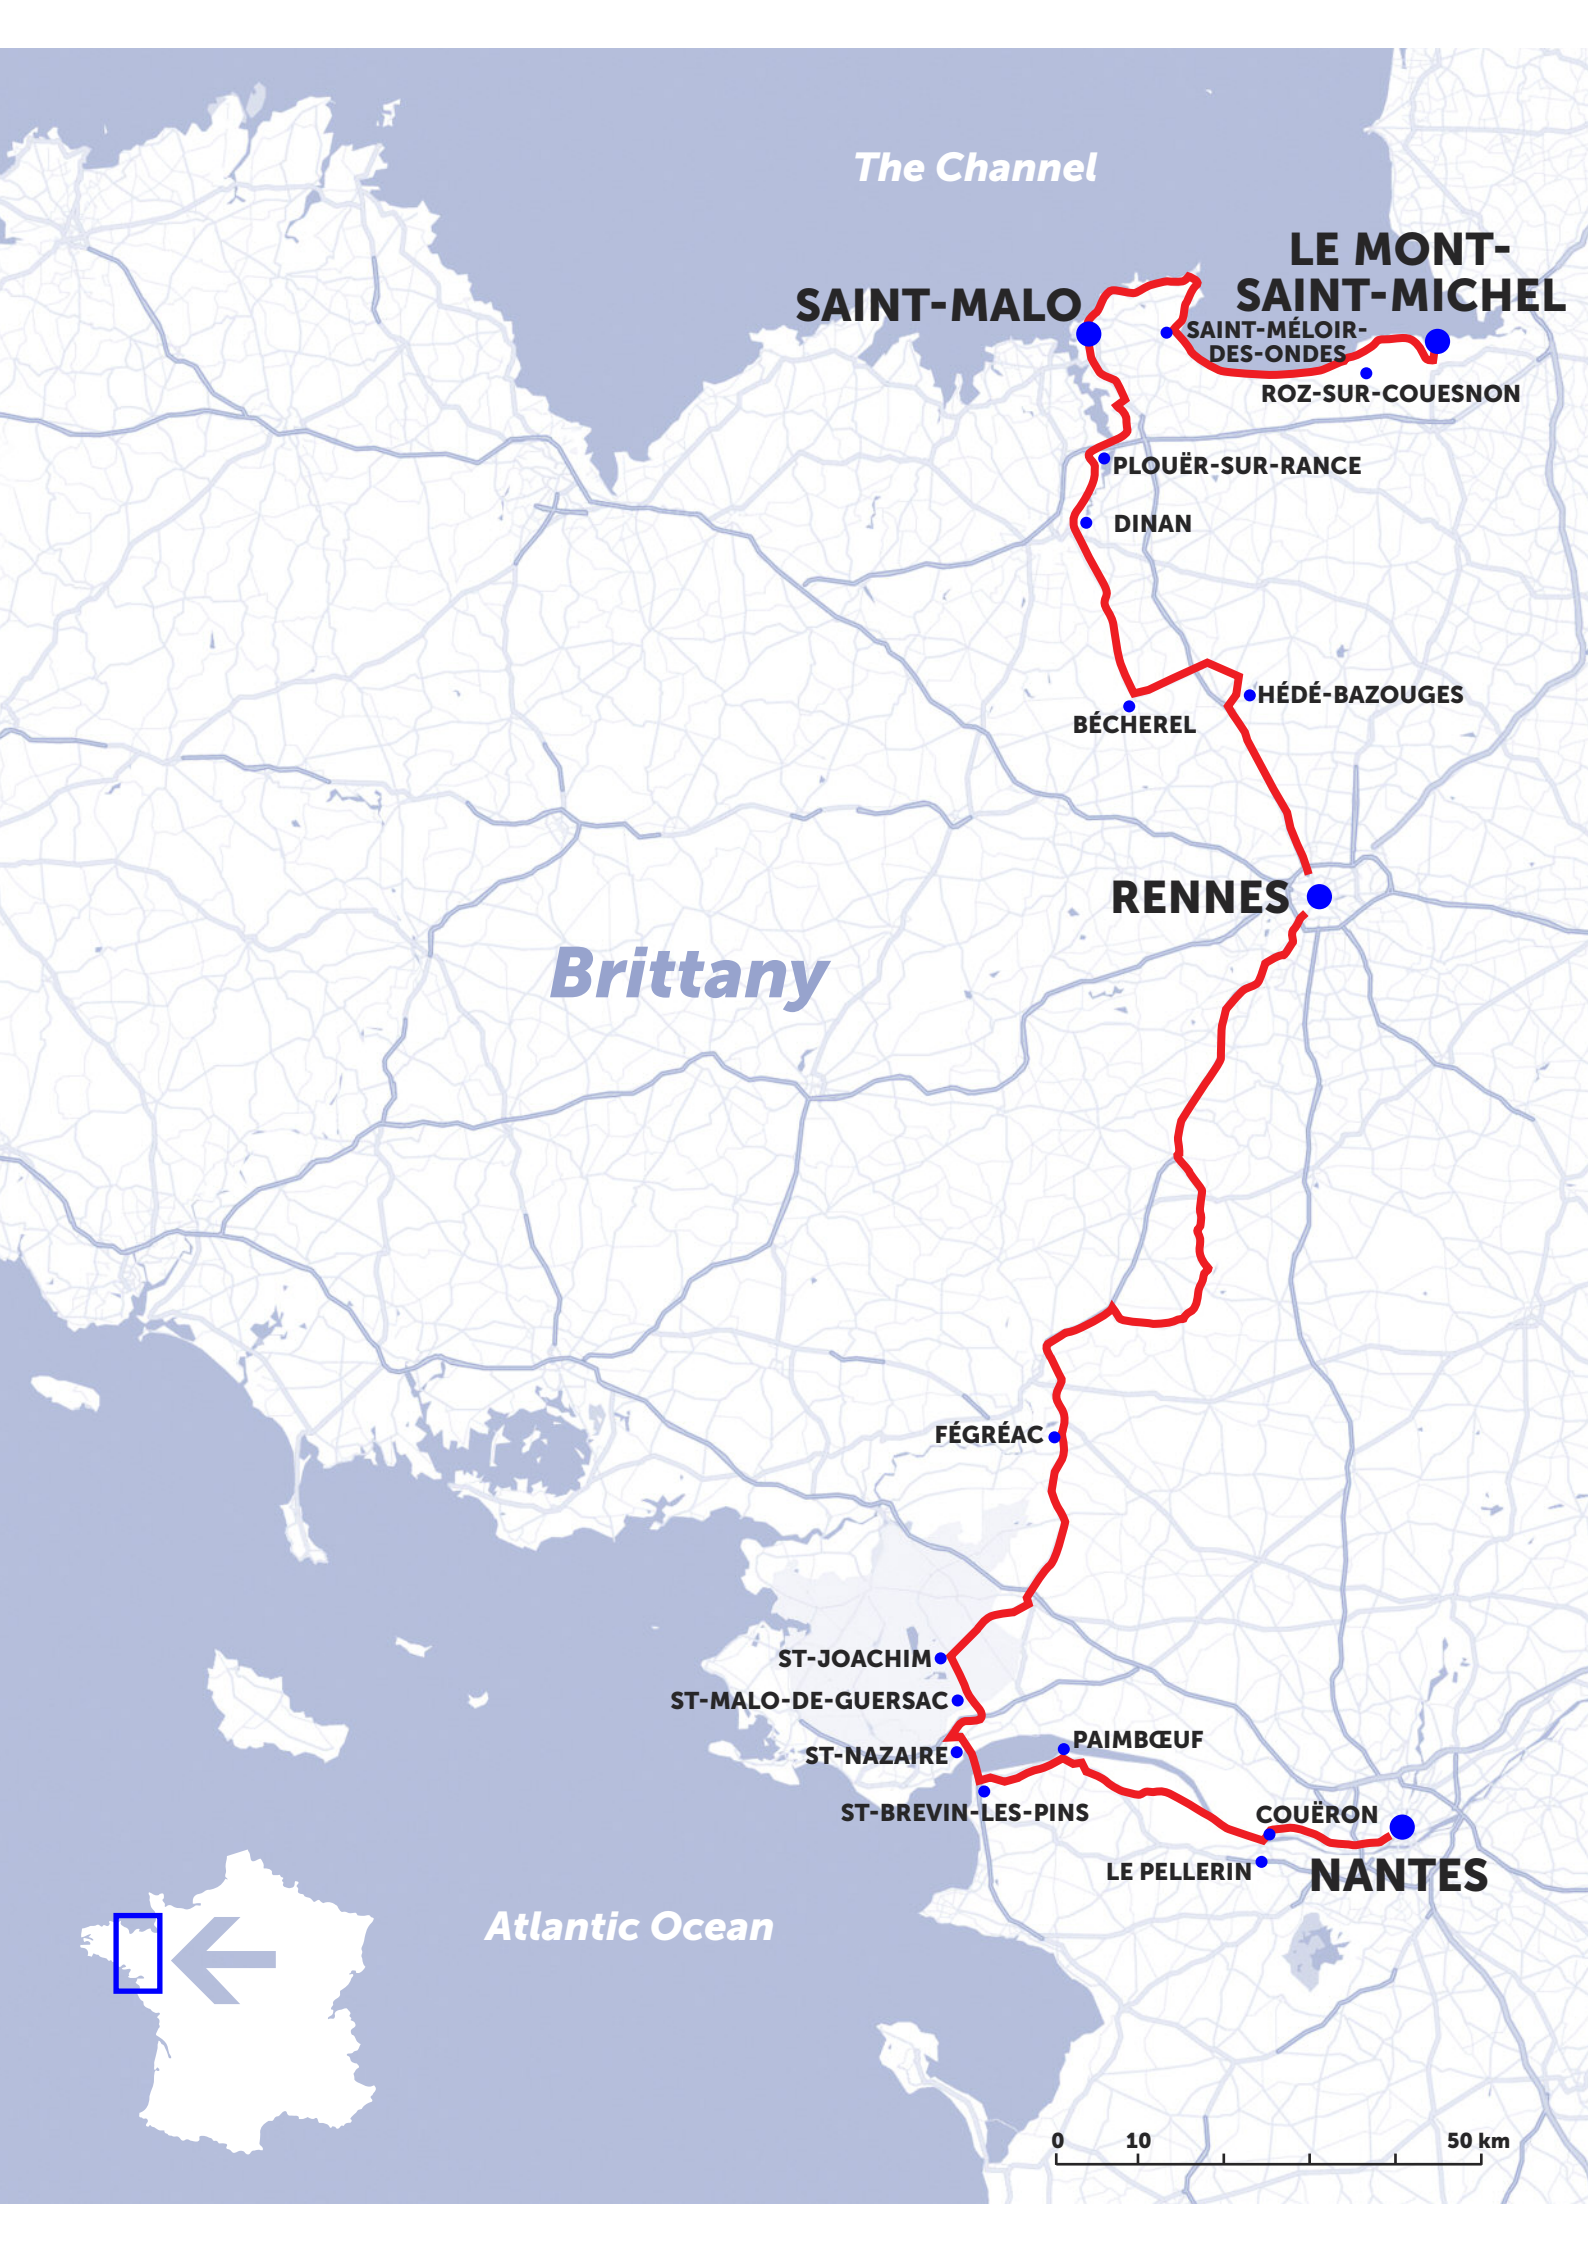 The Channel
LE MONT-
SAINT-MICHEL
SAINT-MALO
SAINT-MÉLOIR-
DES-ONDES
ROZ-SUR-COUESNON
PLOUËR-SUR-RANCE
DINAN
HÉDÉ-BAZOUGES
BÉCHEREL
RENNES
Brittany
FÉGRÉAC
ST-JOACHIM
ST-MALO-DE-GUERSAC
PAIMBŒUF
ST-NAZAIRE
ST-BREVIN-LES-PINS
COUËRON
LE PELLERIN
NANTES
Atlantic Ocean
0 10 50 km